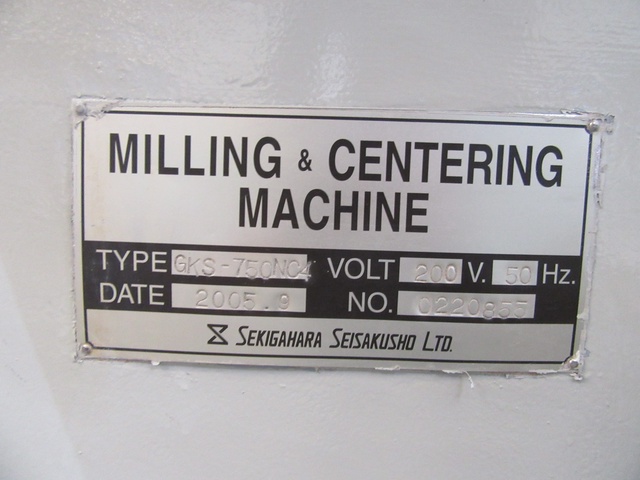 MILLING & CENTERING
MACHINE
TYPE GKS-750NC4 VOLT 200 V. 50 Hz.
DATE 2005.9 NO. 0220855
SEKIGAHARA SEISAKUSHO LTD.